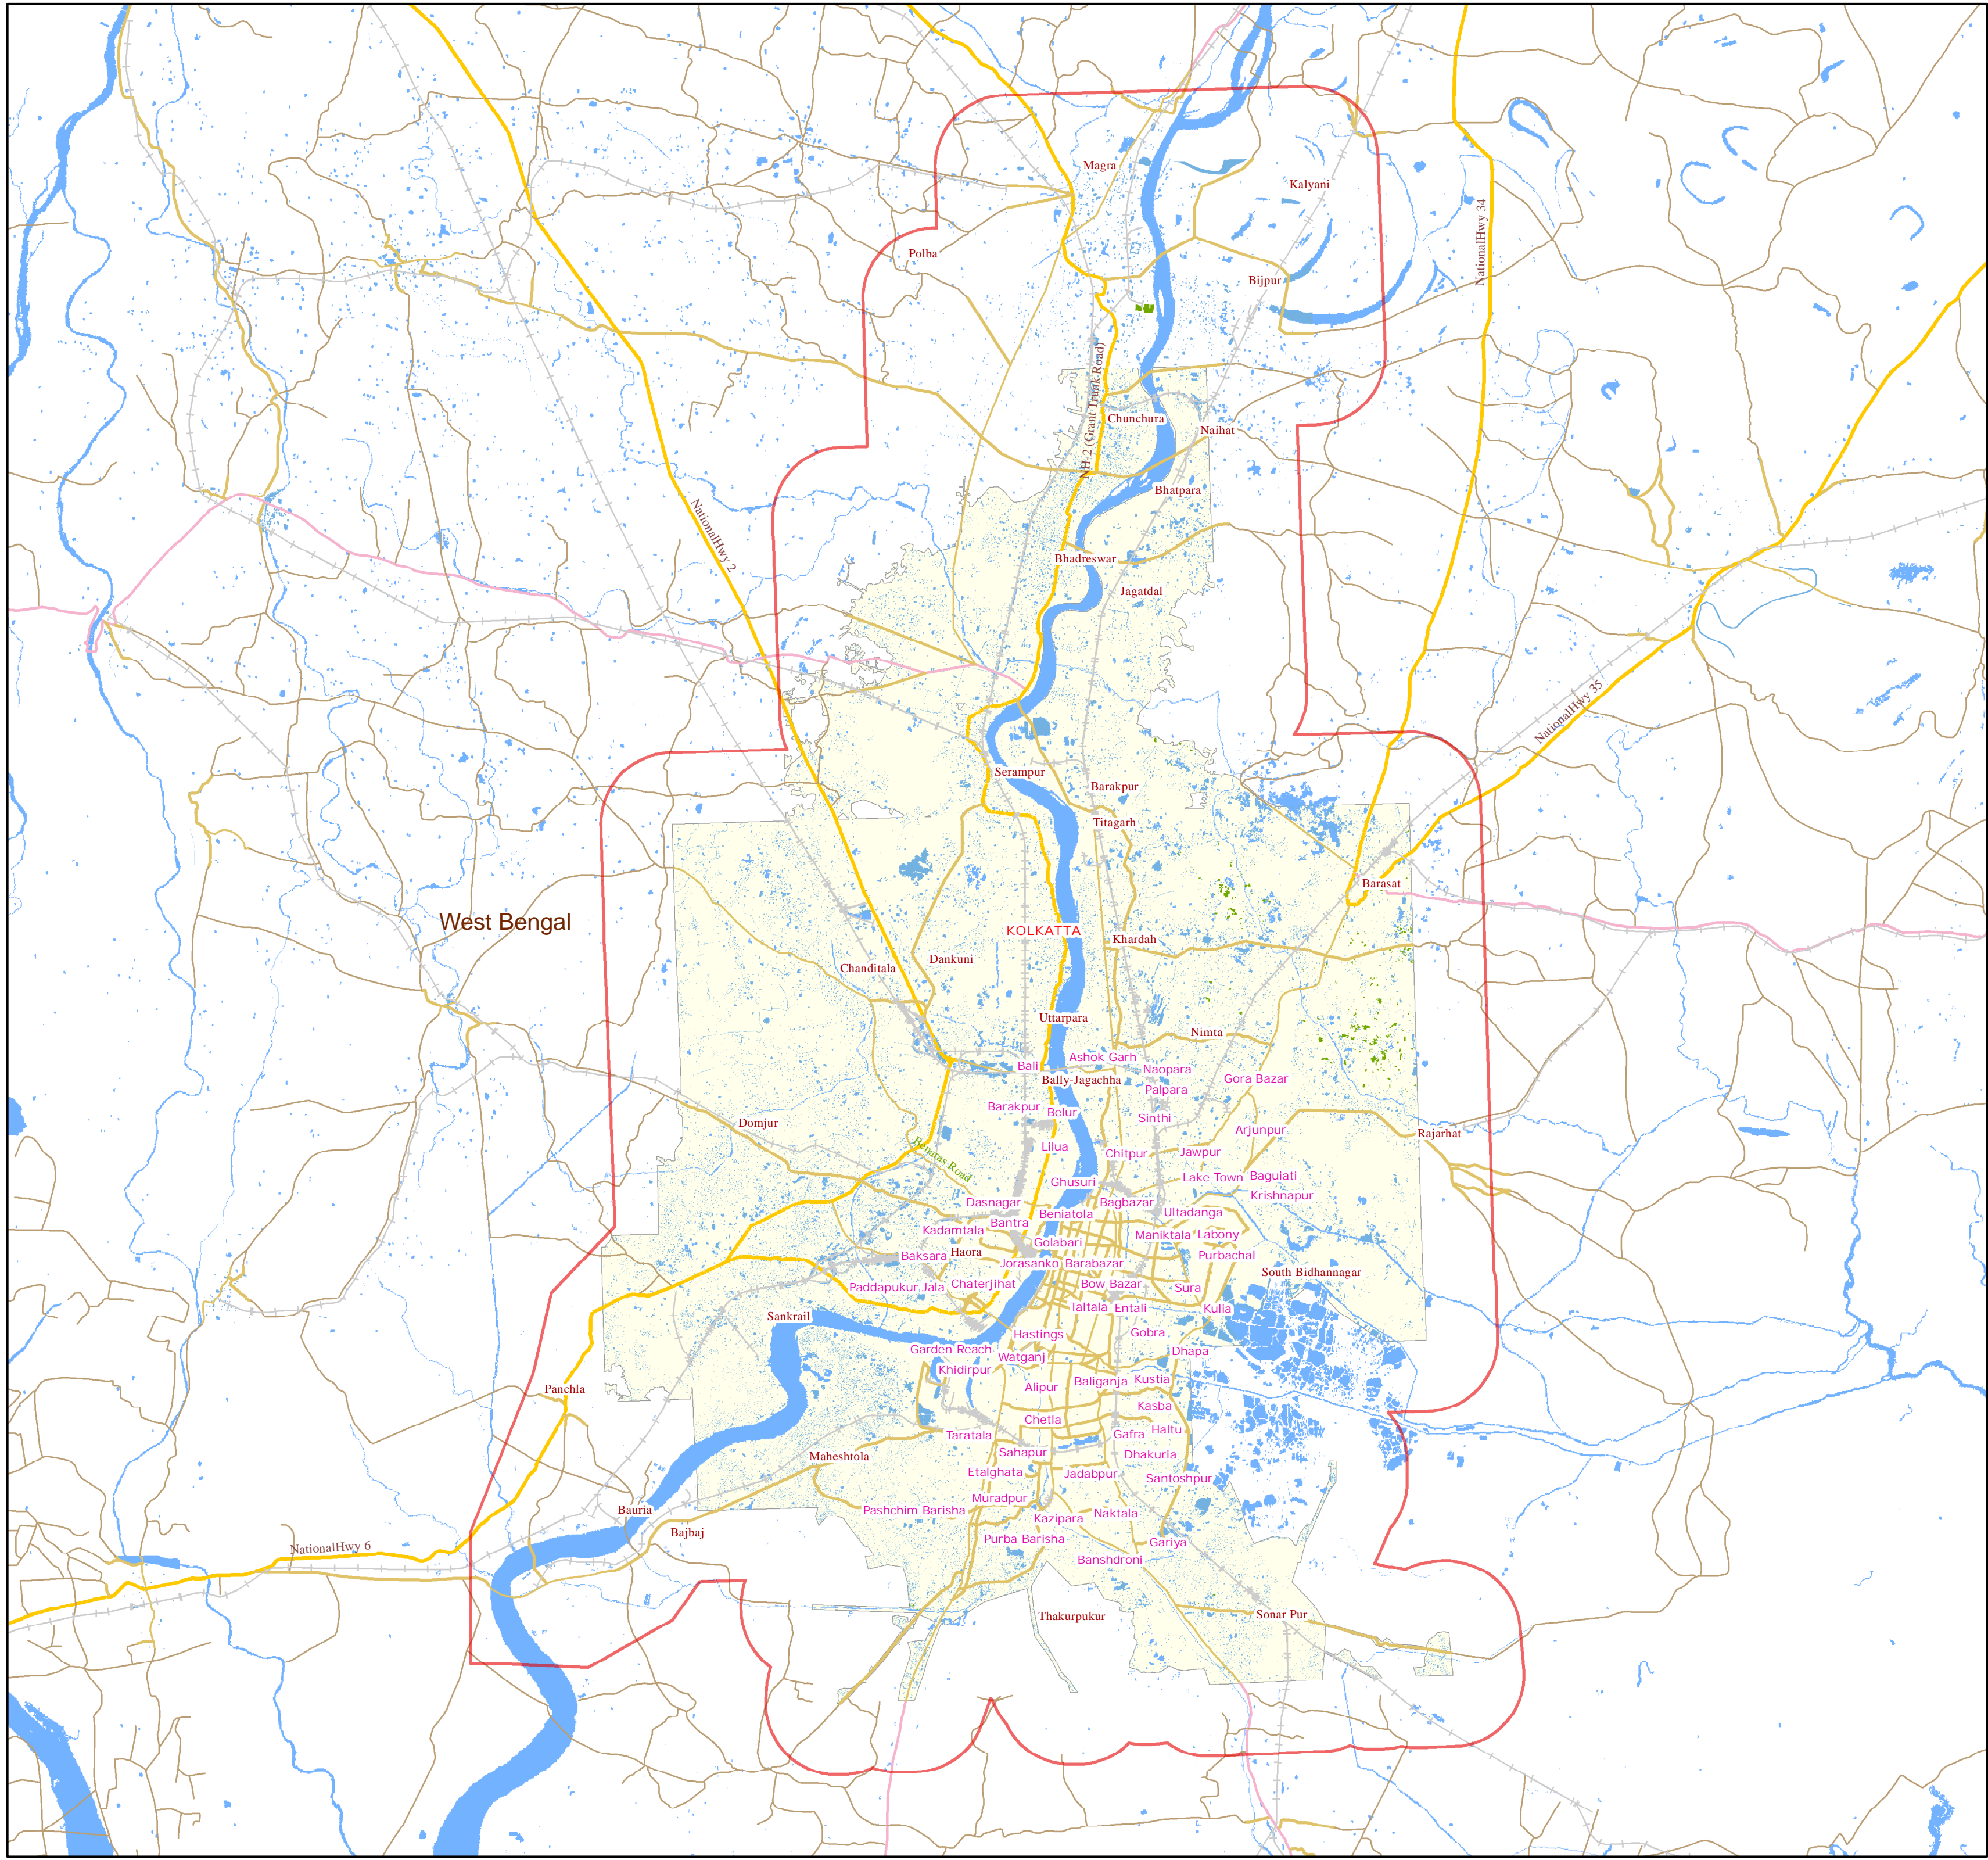 Magra
Kalyani
NationalHwy 34
Polba
Bijpur
NH-2 (Grant Trunk Road)
Chunchura
Naihat
Bhatpara
NationalHwy 2
Bhadreswar
Jagatdal
NationalHwy 35
Serampur
Barakpur
Titagarh
Barasat
West Bengal
KOLKATTA
Khardah
Dankuni
Chanditala
Uttarpara
Nimta
Ashok Garh
Bali
Naopara
Bally-Jagachha
Gora Bazar
Palpara
Barakpur
Belur
Sinthi
Domjur
Arjunpur
Rajarhat
Benaras Road
Lilua
Chitpur
Jawpur
Lake Town
Baguiati
Ghusuri
Krishnapur
Dasnagar
Bagbazar
Beniatola
Ultadanga
Bantra
Kadamtala
Maniktala
Labony
Golabari
Baksara
Haora
Purbachal
Jorasanko
Barabazar
South Bidhannagar
Paddapukur Jala
Chaterjihat
Bow Bazar
Sura
Taltala
Entali
Kulia
Sankrail
Hastings
Gobra
Garden Reach
Watganj
Dhapa
Khidirpur
Baliganja
Kustia
Panchla
Alipur
Kasba
Chetla
Taratala
Gafra
Haltu
Sahapur
Dhakuria
Maheshtola
Etalghata
Jadabpur
Santoshpur
Muradpur
Bauria
Pashchim Barisha
Kazipara
Naktala
Bajbaj
Purba Barisha
Gariya
NationalHwy 6
Banshdroni
Thakurpukur
Sonar Pur